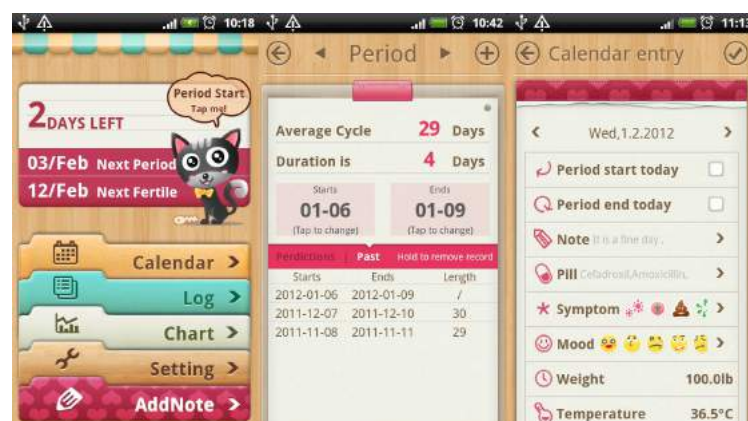 10:18
Period Start
Tap me!
2 DAYS LEFT
03/Feb Next Period
12/Feb Next Fertile
Calendar
Log
Chart
Setting
AddNote
10:42
Period
Average Cycle 29 Days
Duration is 4 Days
Starts Ends
01-06 01-09
(Tap to change) (Tap to change)
Perdictions Past Hold to remove record
Starts Ends Length
2012-01-06 2012-01-09 /
2011-12-07 2011-12-10 30
2011-11-08 2011-11-11 29
11:13
Calendar entry
Wed,1.2.2012
Period start today
Period end today
Note It is a fine day .
Pill Cefadroxil,Amoxicillin,
Symptom
Mood
Weight 100.0lb
Temperature 36.5°C